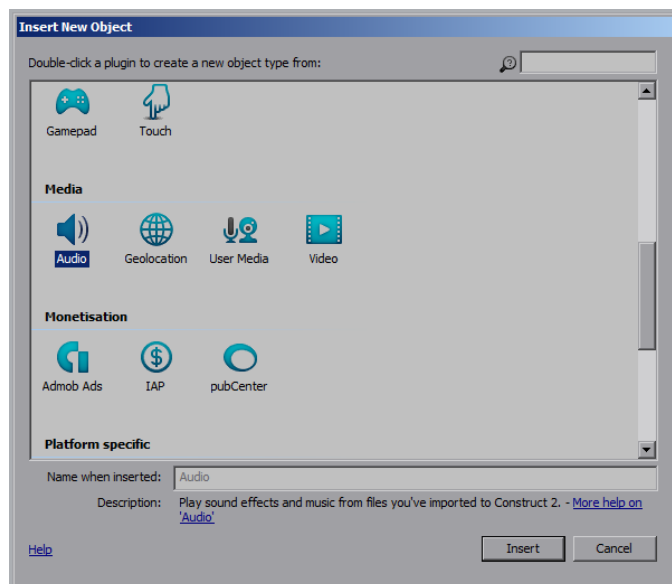 Insert New Object
Double-click a plugin to create a new object type from:
Gamepad Touch
Media
Audio Geolocation User Media Video
Monetisation
Admob Ads IAP pubCenter
Platform specific
Name when inserted: Audio
Description: Play sound effects and music from files you've imported to Construct 2. - More help on
'Audio'
Help Insert Cancel